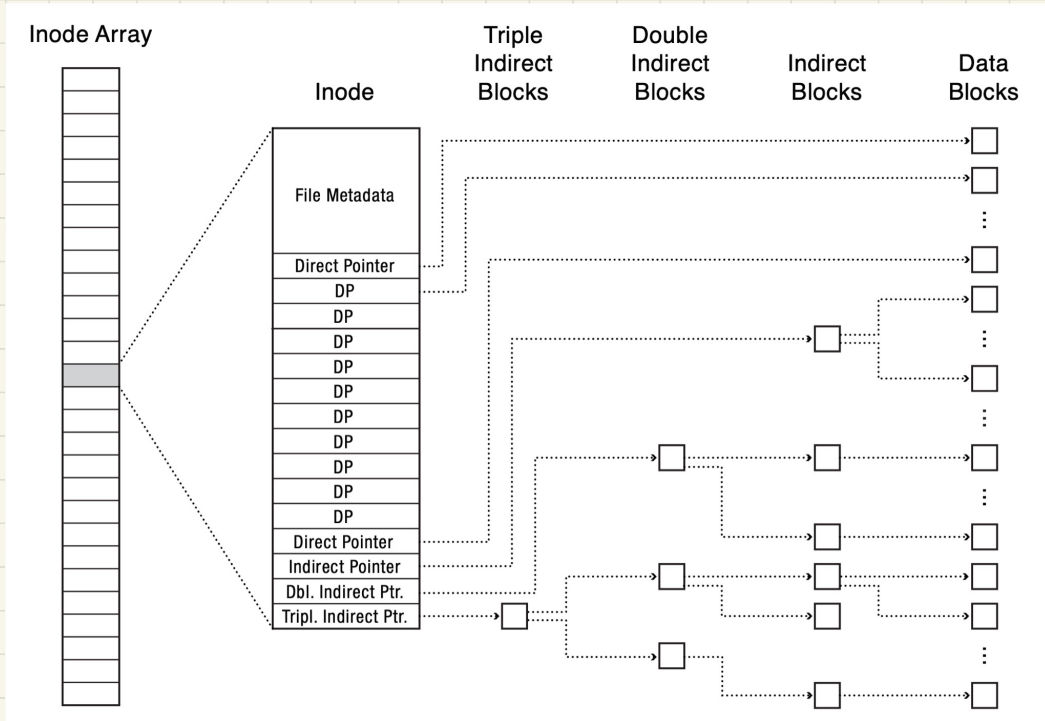 Inode Array
Inode
Triple
Indirect
Blocks
Double
Indirect
Blocks
Indirect
Blocks
Data
Blocks
File Metadata
Direct Pointer
DP
DP
DP
DP
DP
DP
DP
DP
DP
DP
Direct Pointer
Indirect Pointer
Dbl. Indirect Ptr.
Tripl. Indirect Ptr.